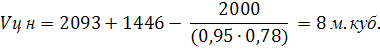 Vц н = 2093 + 1446 − 2000 / (0,95 · 0,78) = 8 м. куб.